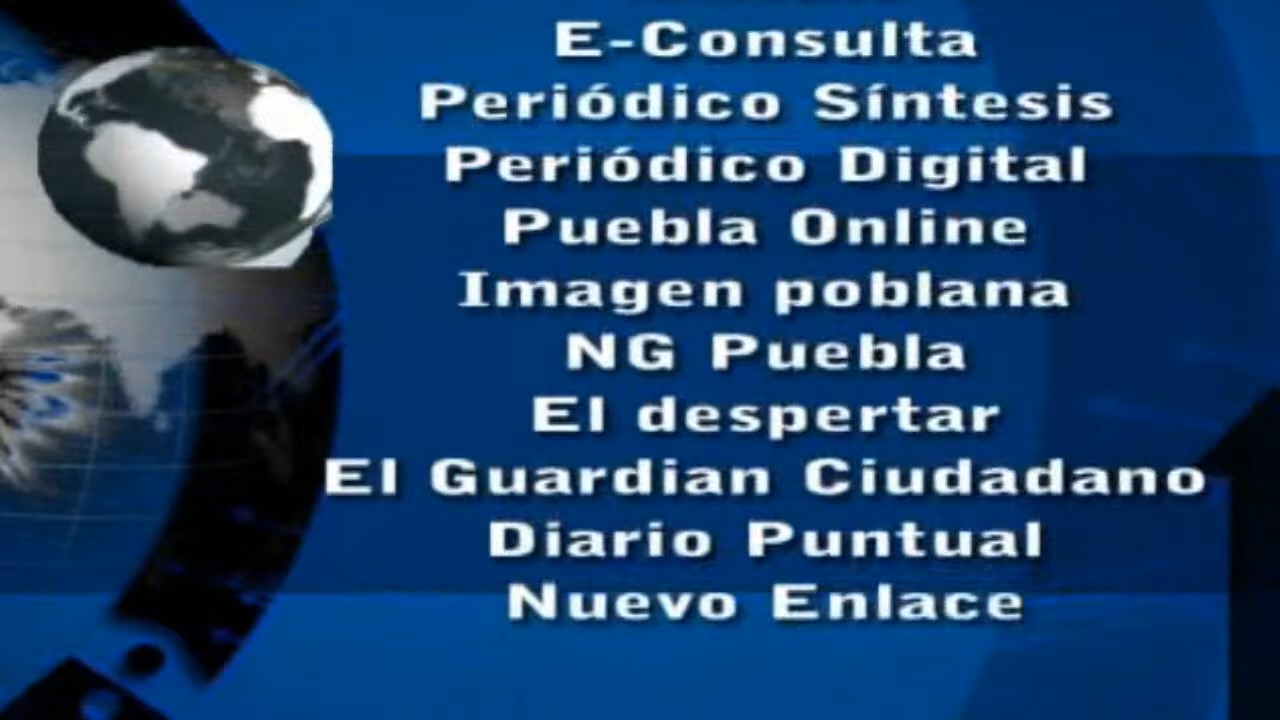 E-Consulta
Periódico Síntesis
Periódico Digital
Puebla Online
Imagen poblana
NG Puebla
El despertar
El Guardian Ciudadano
Diario Puntual
Nuevo Enlace